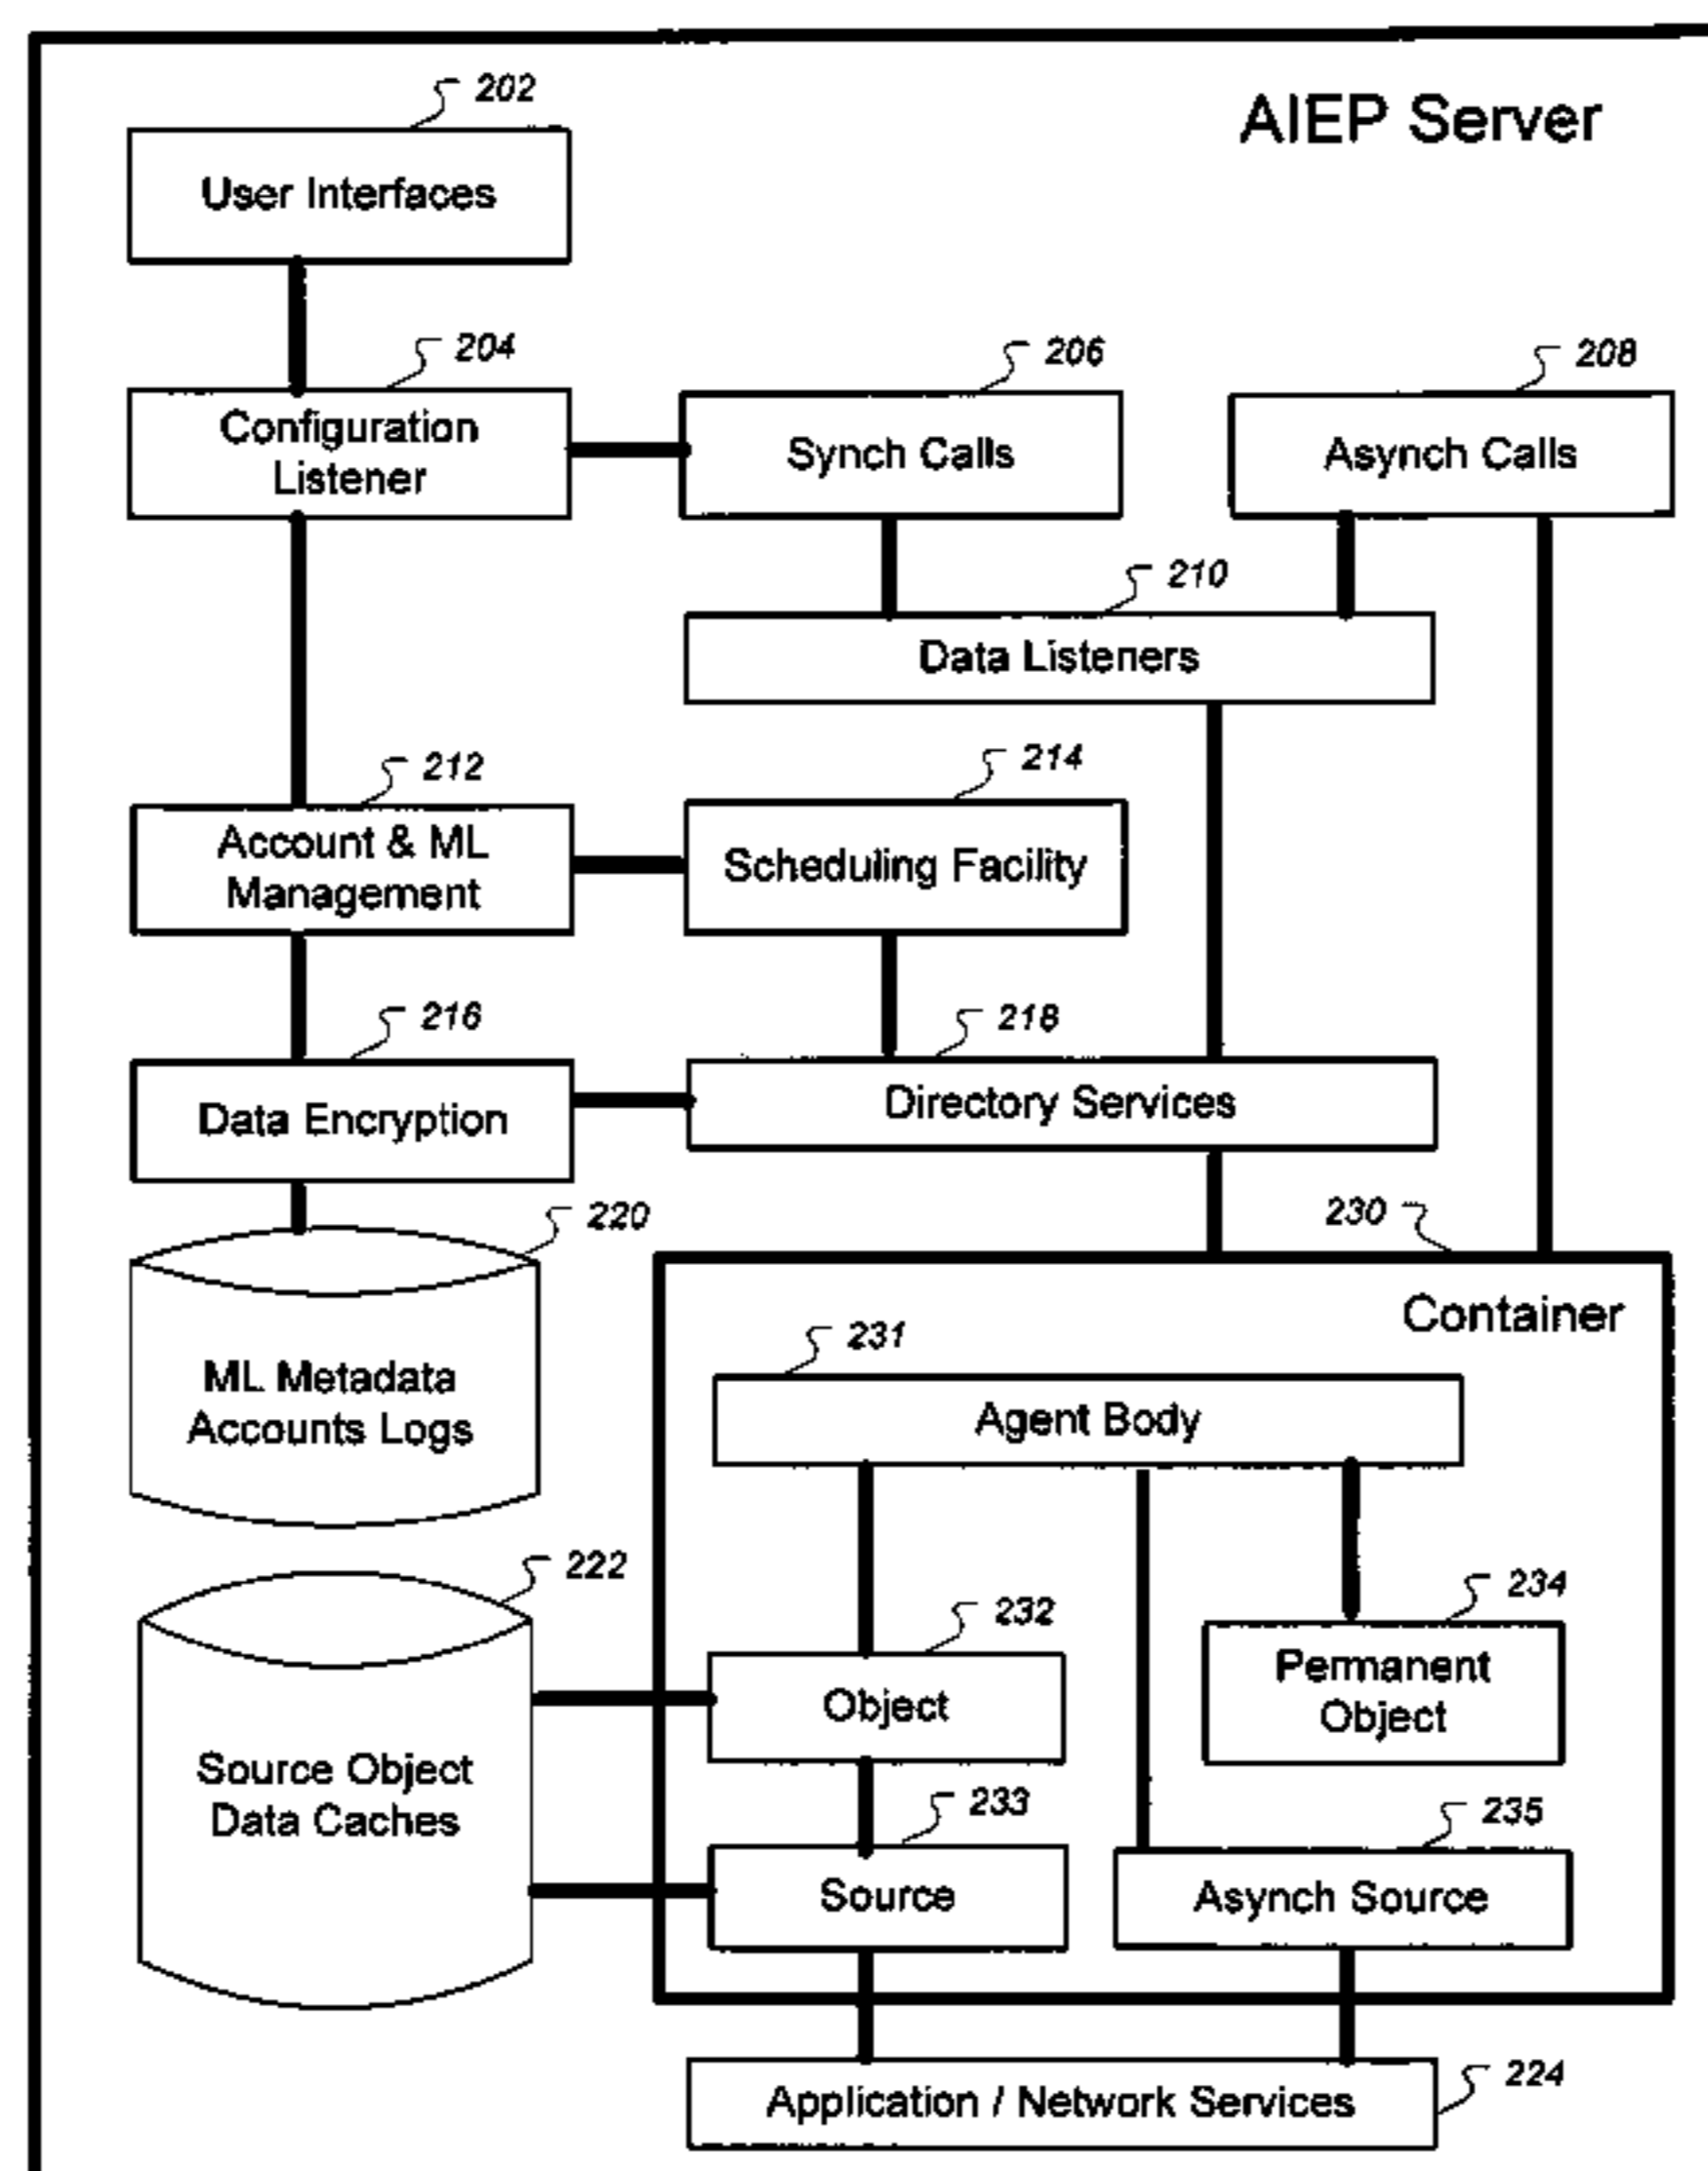 AIEP Server
202
User Interfaces
204
Configuration
Listener
206
Synch Calls
208
Asynch Calls
210
Data Listeners
212
Account & ML
Management
214
Scheduling Facility
216
Data Encryption
218
Directory Services
220
ML Metadata
Accounts Logs
230
Container
231
Agent Body
222
Source Object
Data Caches
232
Object
234
Permanent
Object
233
Source
235
Asynch Source
224
Application / Network Services